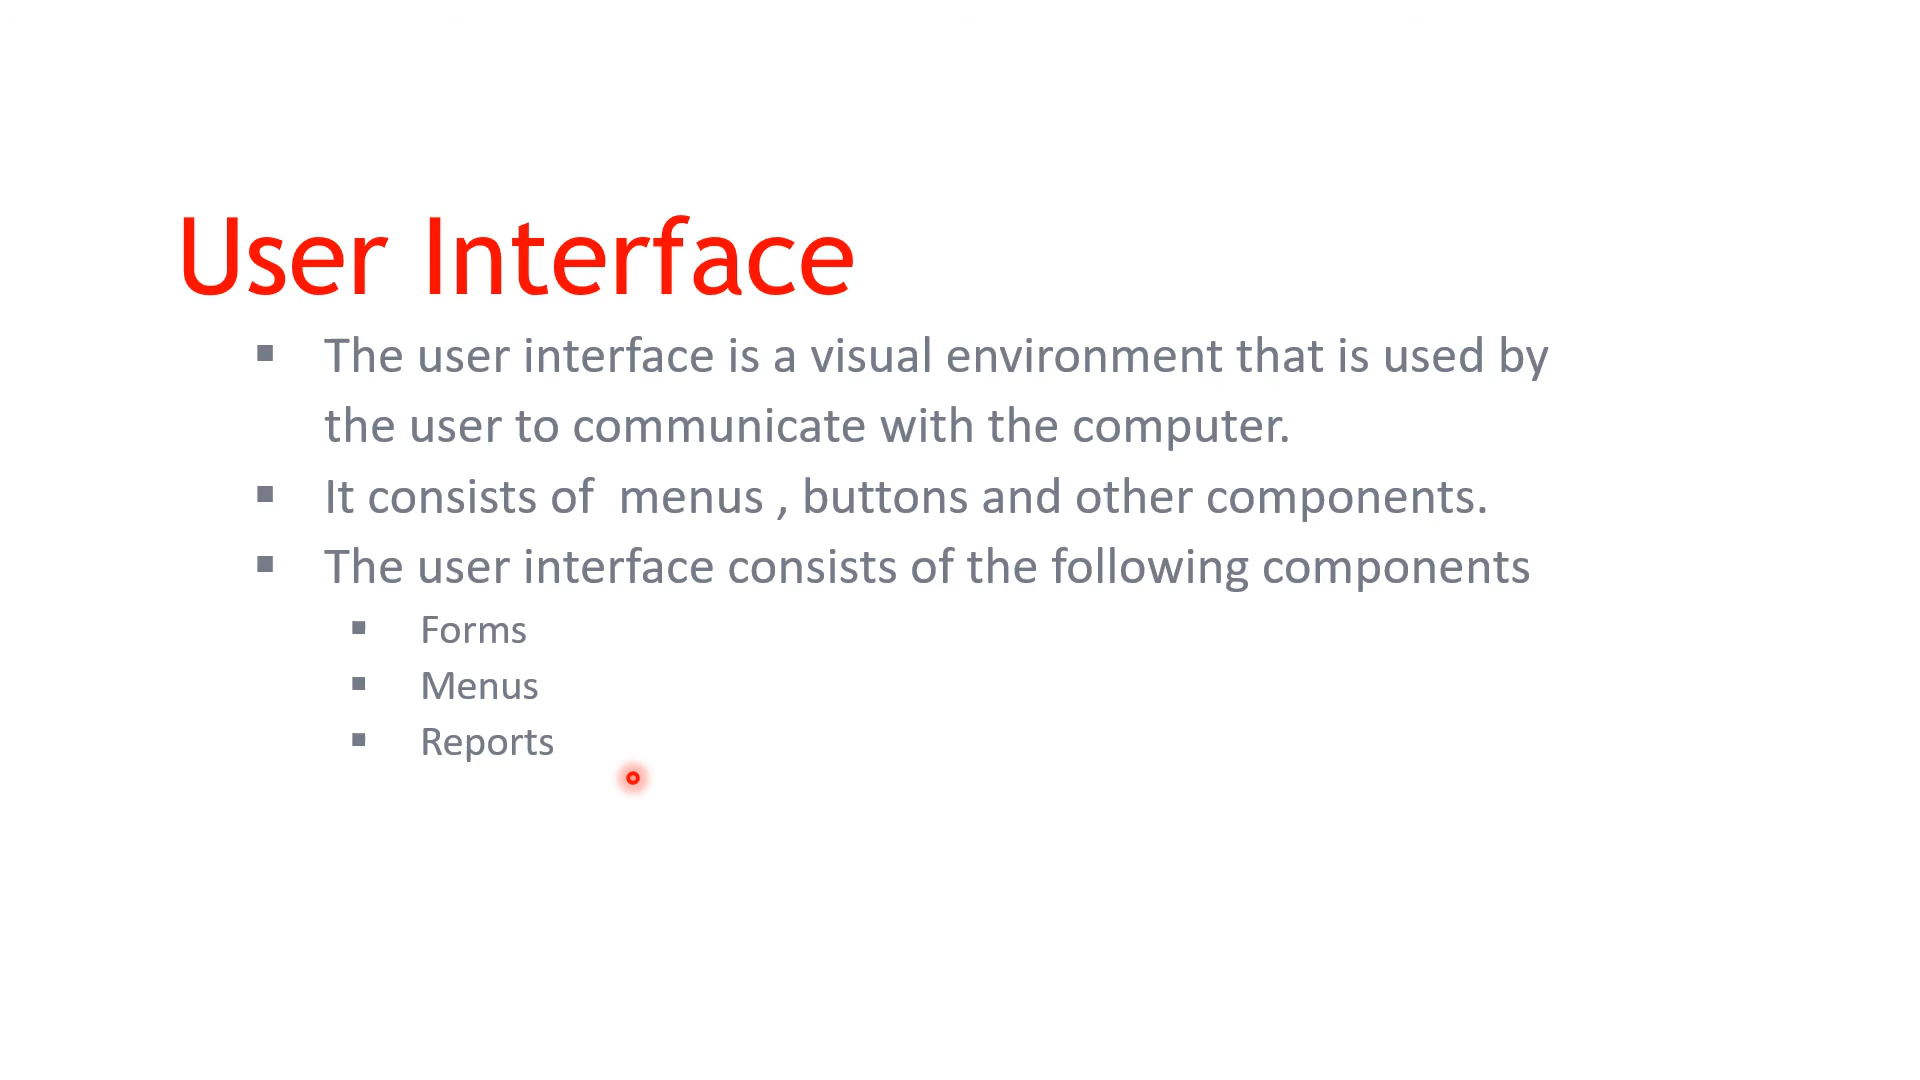 User Interface
▪ The user interface is a visual environment that is used by
the user to communicate with the computer.
▪ It consists of  menus , buttons and other components.
▪ The user interface consists of the following components
▪ Forms
▪ Menus
▪ Reports